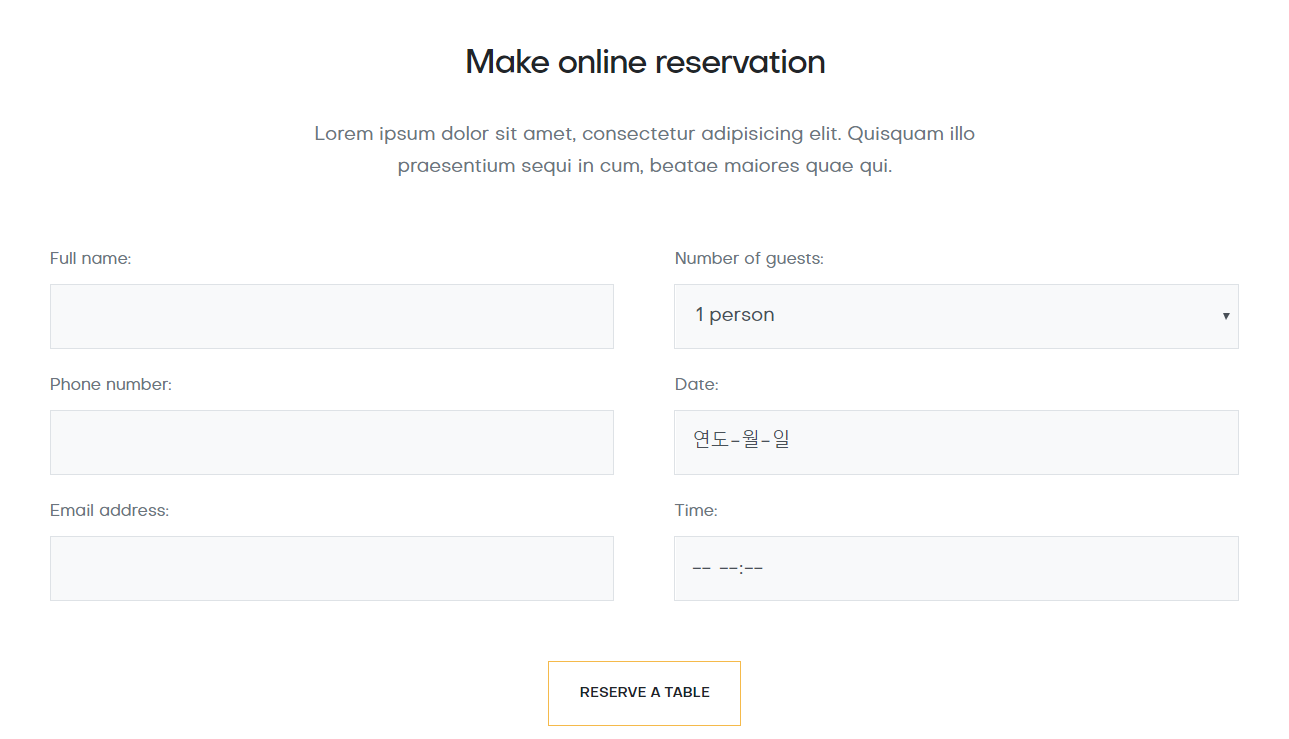 Make online reservation
Lorem ipsum dolor sit amet, consectetur adipisicing elit. Quisquam illo
praesentium sequi in cum, beatae maiores quae qui.
Full name:
Number of guests:
1 person
Phone number:
Date:
연도-월-일
Email address:
Time:
-- --:--
RESERVE A TABLE